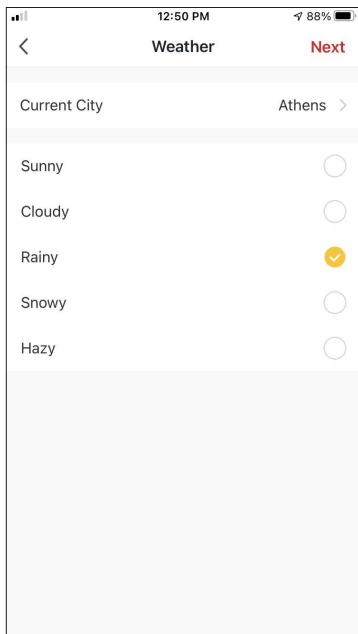 12:50 PM 88%
Weather Next
Current City Athens
Sunny
Cloudy
Rainy
Snowy
Hazy